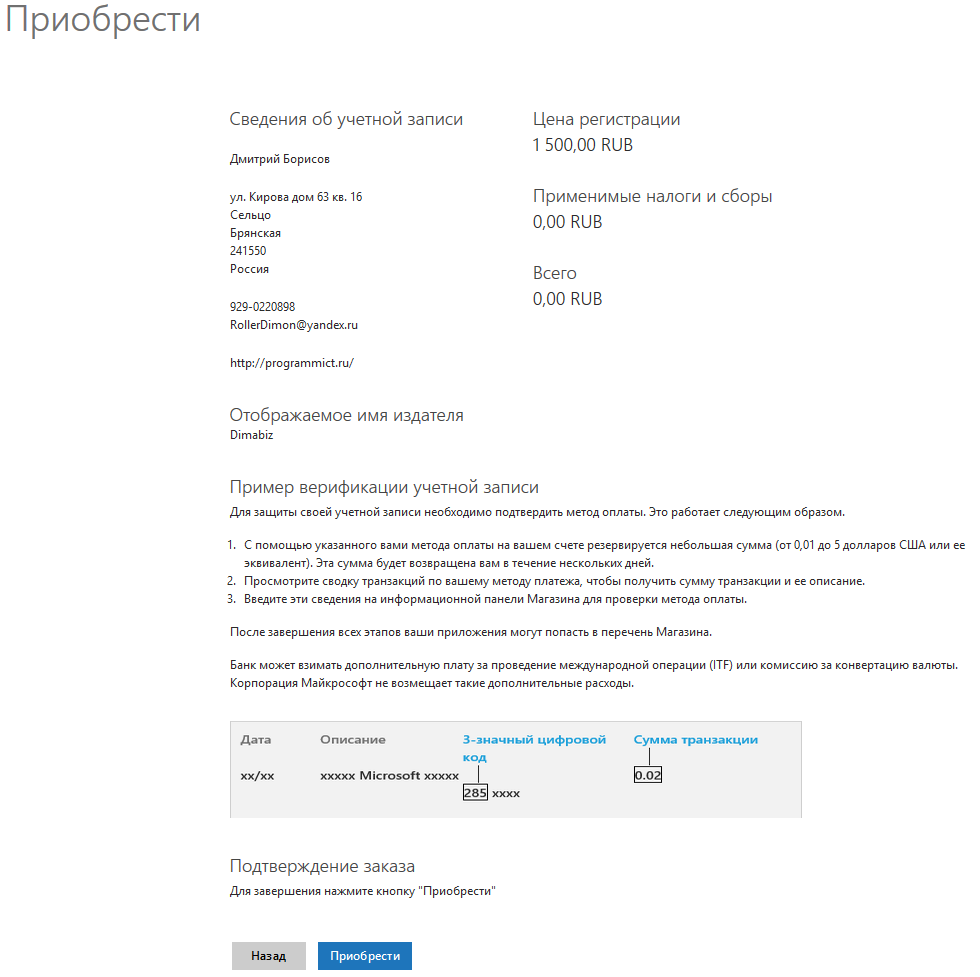 Приобрести
Сведения об учетной записи
Дмитрий Борисов
ул. Кирова дом 63 кв. 16
Сельцо
Брянская
241550
Россия
929-0220898
RollerDimon@yandex.ru
http://programmict.ru/
Цена регистрации
1 500,00 RUB
Применимые налоги и сборы
0,00 RUB
Всего
0,00 RUB
Отображаемое имя издателя
Dimabiz
Пример верификации учетной записи
Для защиты своей учетной записи необходимо подтвердить метод оплаты. Это работает следующим образом.
1. С помощью указанного вами метода оплаты на вашем счете резервируется небольшая сумма (от 0,01 до 5 долларов США или ее
эквивалент). Эта сумма будет возвращена вам в течение нескольких дней.
2. Просмотрите сводку транзакций по вашему методу платежа, чтобы получить сумму транзакции и ее описание.
3. Введите эти сведения на информационной панели Магазина для проверки метода оплаты.
После завершения всех этапов ваши приложения могут попасть в перечень Магазина.
Банк может взимать дополнительную плату за проведение международной операции (ITF) или комиссию за конвертацию валюты.
Корпорация Майкрософт не возмещает такие дополнительные расходы.
Дата Описание 3-значный цифровой Сумма транзакции
код
xx/xx xxxxx Microsoft xxxxx 0.02
285 xxxx
Подтверждение заказа
Для завершения нажмите кнопку "Приобрести"
Назад Приобрести